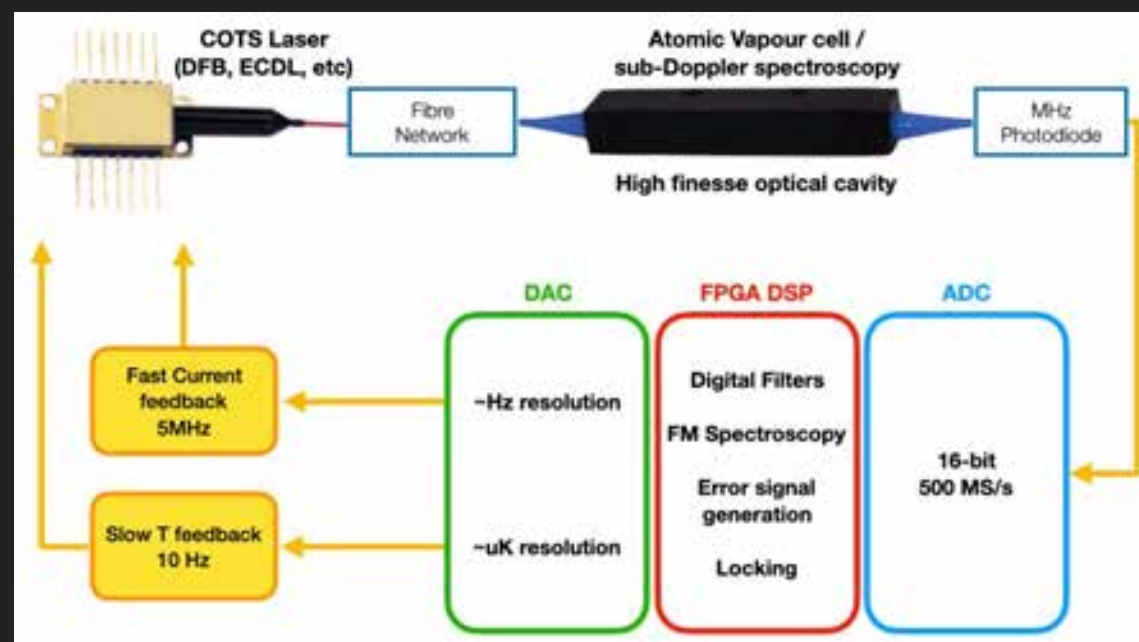 COTS Laser
(DFB, ECDL, etc)
Atomic Vapour cell /
sub-Doppler spectroscopy
Fibre
Network
MHz
Photodiode
High finesse optical cavity
DAC
FPGA DSP
ADC
Fast Current
feedback
5MHz
~Hz resolution
Digital Filters
FM Spectroscopy
Error signal
generation
Locking
16-bit
500 MS/s
Slow T feedback
10 Hz
~uK resolution